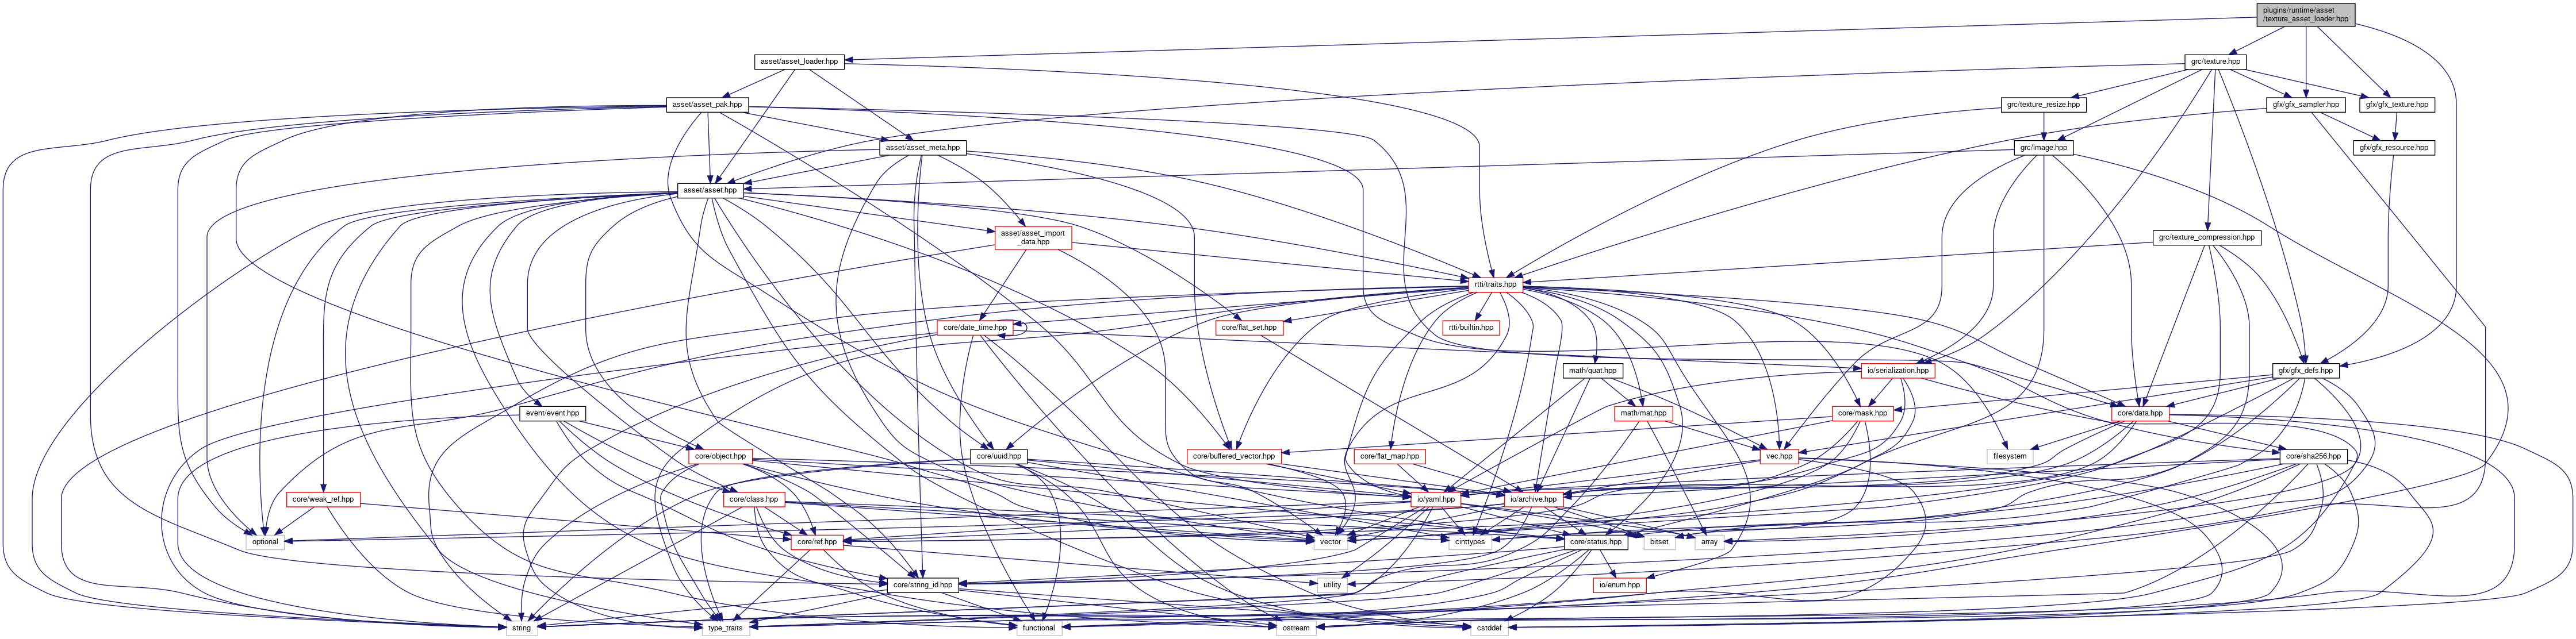 plugins/runtime/asset
/texture_asset_loader.hpp
asset/asset_loader.hpp
grc/texture.hpp
asset/asset_pak.hpp
grc/texture_resize.hpp
gfx/gfx_sampler.hpp
gfx/gfx_texture.hpp
asset/asset_meta.hpp
grc/image.hpp
gfx/gfx_resource.hpp
asset/asset.hpp
asset/asset_import
_data.hpp
grc/texture_compression.hpp
rtti/traits.hpp
core/date_time.hpp
core/flat_set.hpp
rtti/builtin.hpp
math/quat.hpp
io/serialization.hpp
gfx/gfx_defs.hpp
event/event.hpp
math/mat.hpp
core/mask.hpp
core/data.hpp
core/object.hpp
core/uuid.hpp
core/buffered_vector.hpp
core/flat_map.hpp
vec.hpp
filesystem
core/sha256.hpp
core/weak_ref.hpp
core/class.hpp
io/yaml.hpp
io/archive.hpp
optional
core/ref.hpp
vector
cinttypes
core/status.hpp
bitset
array
core/string_id.hpp
utility
io/enum.hpp
string
type_traits
functional
ostream
cstddef